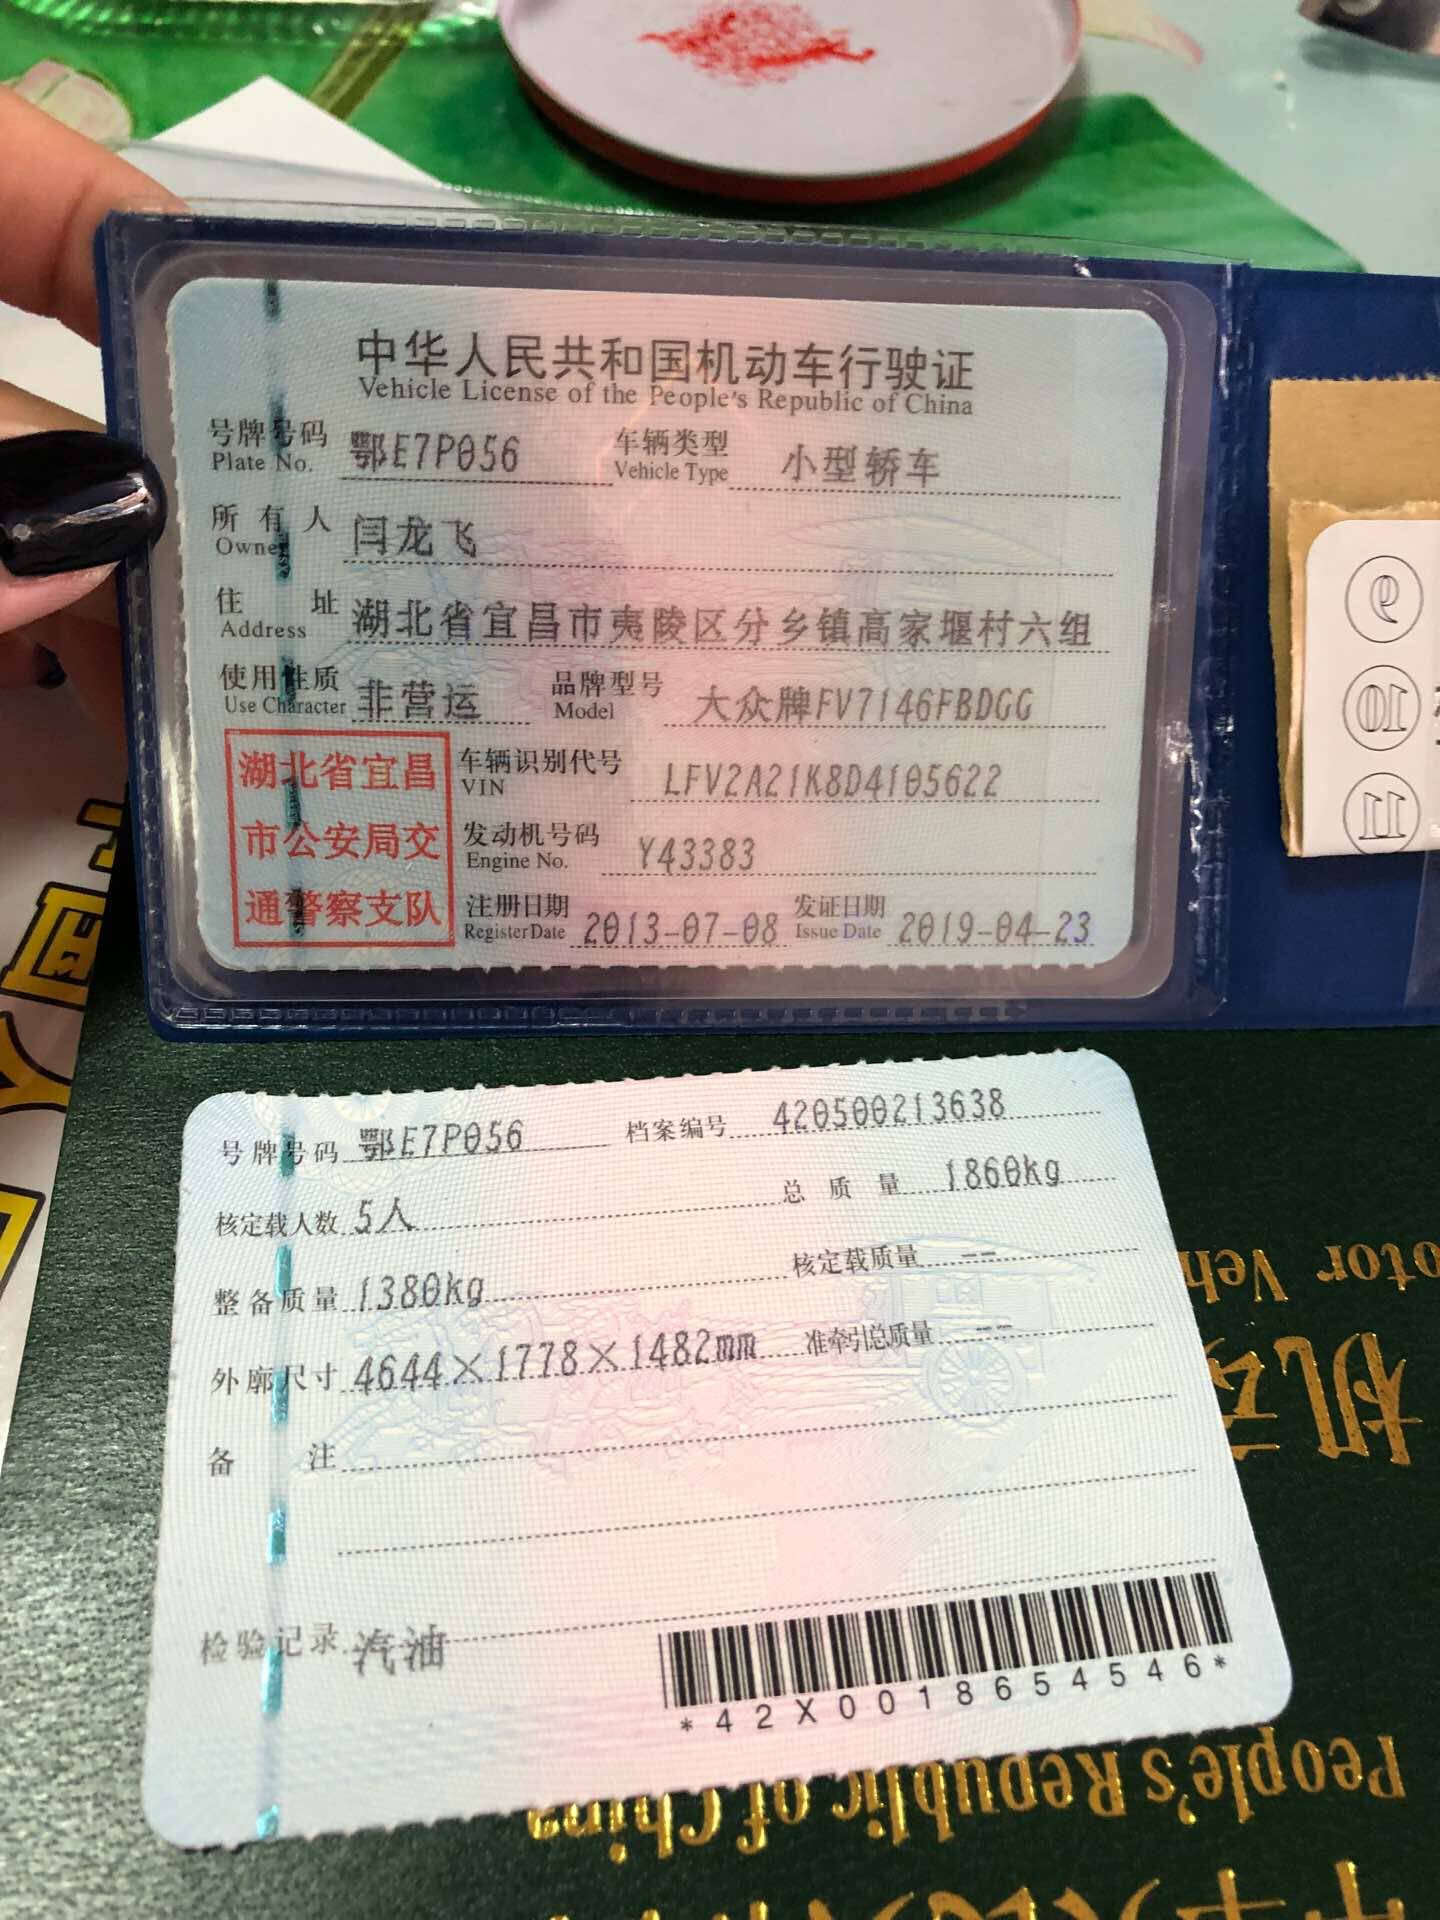 中华人民共和国机动车行驶证
Vehicle License of the People's Republic of China
号牌号码 鄂E7P056 车辆类型 小型轿车
Plate No. Vehicle Type
所有人 闫龙飞
Owner
住址 湖北省宜昌市夷陵区分乡镇高家堰村六组
Address
使用性质 非营运 品牌型号 大众牌FV7146FBDGG
Use Character Model
湖北省宜昌
市公安局交
通警察支队
车辆识别代号 LFV2A21K8D4105622
VIN
发动机号码 Y43383
Engine No.
注册日期 2013-07-08 发证日期 2019-04-23
Register Date Issue Date
9
10
11
号牌号码 鄂E7P056 档案编号 420500213638
核定载人数 5人 总质量 1860kg
整备质量 1380kg 核定载质量 --
外廓尺寸 4644×1778×1482mm 准牵引总质量 --
备注
检验记录 汽油
*42X0018654546*
机动
People's Republic of China